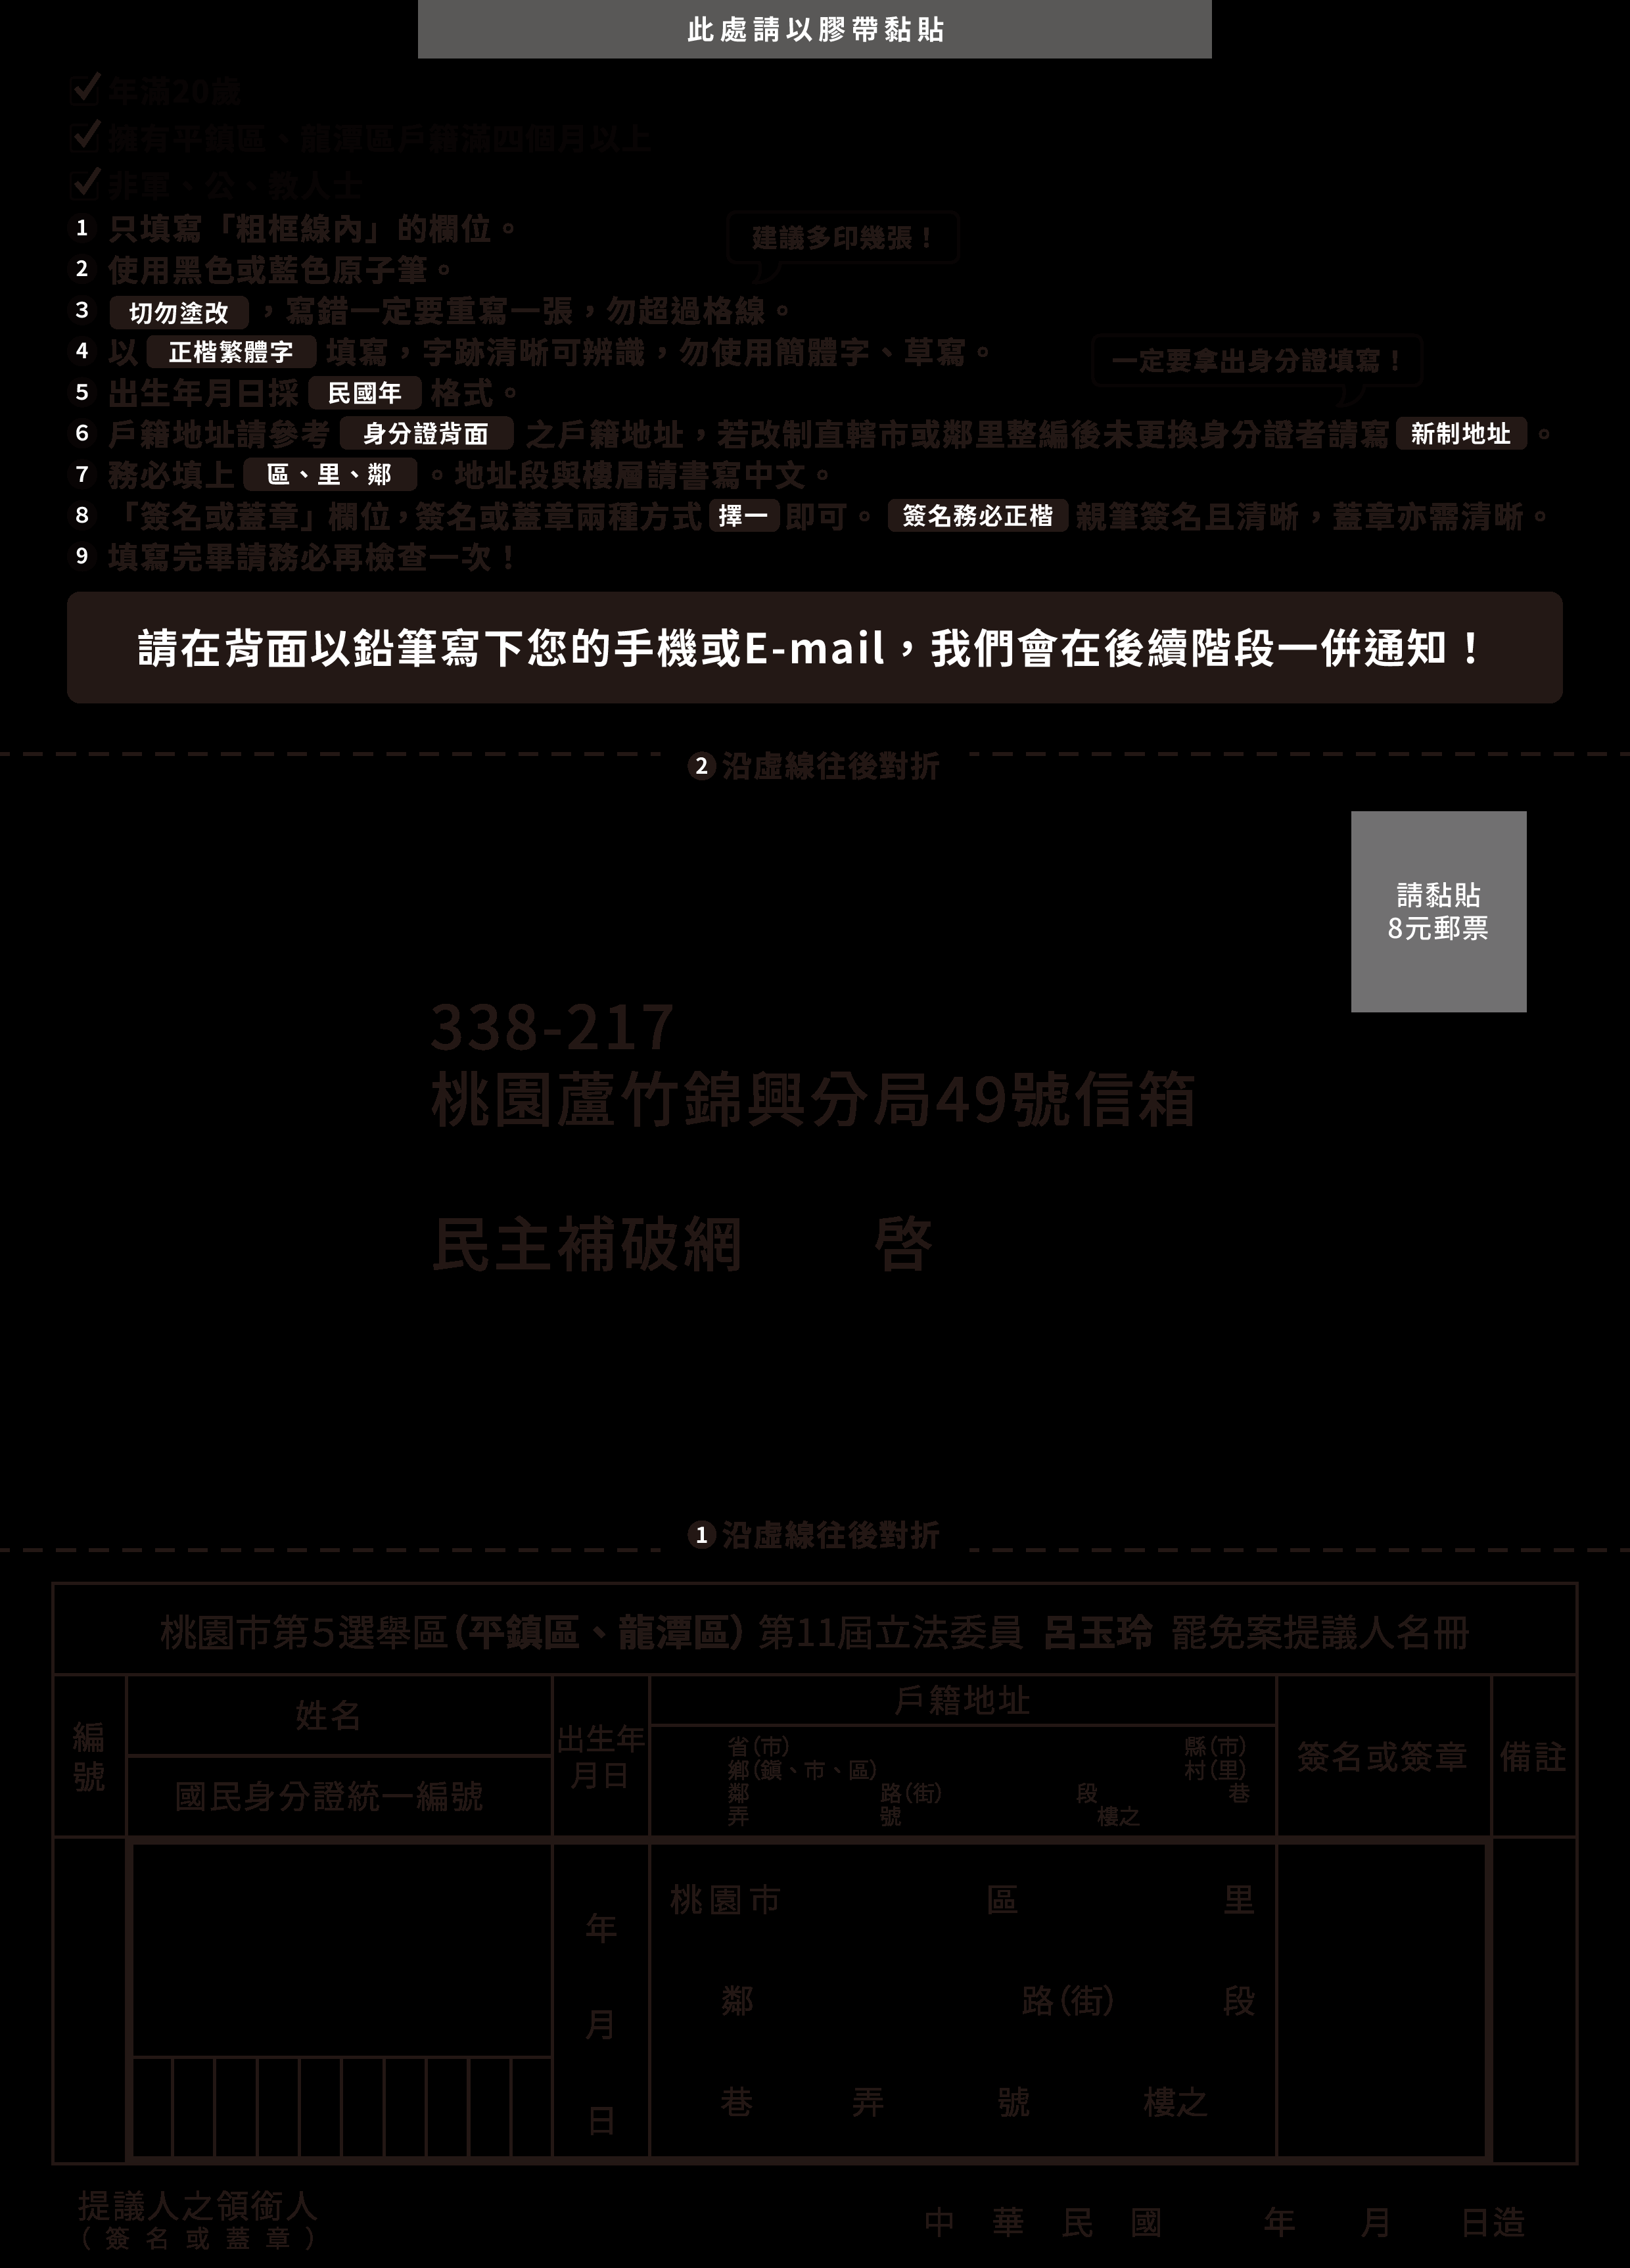 此處請以膠帶黏貼
年滿20歲
擁有平鎮區、龍潭區戶籍滿四個月以上
非軍、公、教人士
1 只填寫「粗框線內」的欄位。
建議多印幾張！
2 使用黑色或藍色原子筆。
3 切勿塗改，寫錯一定要重寫一張，勿超過格線。
4 以 正楷繁體字 填寫，字跡清晰可辨識，勿使用簡體字、草寫。
一定要拿出身分證填寫！
5 出生年月日採 民國年 格式。
6 戶籍地址請參考 身分證背面 之戶籍地址，若改制直轄市或鄰里整編後未更換身分證者請寫 新制地址。
7 務必填上 區、里、鄰。地址段與樓層請書寫中文。
8 「簽名或蓋章」欄位，簽名或蓋章兩種方式 擇一 即可。 簽名務必正楷 親筆簽名且清晰，蓋章亦需清晰。
9 填寫完畢請務必再檢查一次！
請在背面以鉛筆寫下您的手機或E-mail，我們會在後續階段一併通知！
2 沿虛線往後對折
請黏貼
8元郵票
338-217
桃園蘆竹錦興分局49號信箱
民主補破網 啓
1 沿虛線往後對折
桃園市第5選舉區（平鎮區、龍潭區）第11屆立法委員 呂玉玲 罷免案提議人名冊
編號
姓名
國民身分證統一編號
出生年
月日
戶籍地址
省（市） 縣（市）
鄉（鎮、市、區） 村（里）
鄰 路（街） 段 巷
弄 號 樓之
簽名或簽章
備註
年
月
日
桃園市 區 里
鄰 路（街） 段
巷 弄 號 樓之
提議人之領銜人
（簽名或蓋章）
中華民國 年 月 日造